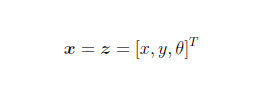 x = z = [x, y, θ]^T